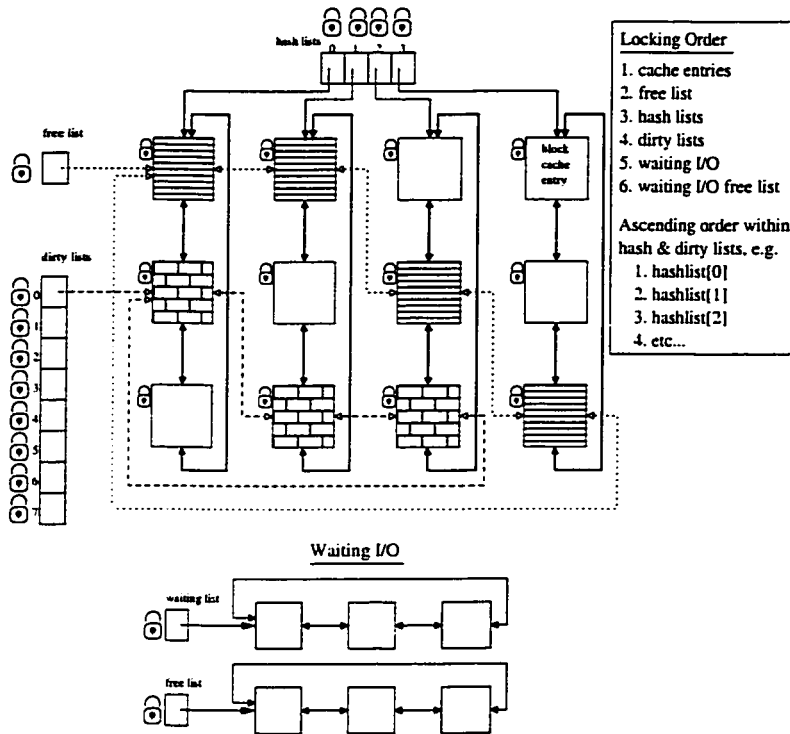 hash lists
0 1 2 3
free list
block
cache
entry
dirty lists
0
1
2
3
4
5
6
7
Locking Order
1. cache entries
2. free list
3. hash lists
4. dirty lists
5. waiting I/O
6. waiting I/O free list
Ascending order within
hash & dirty lists, e.g.
1. hashlist[0]
2. hashlist[1]
3. hashlist[2]
4. etc...
Waiting I/O
waiting list
free list